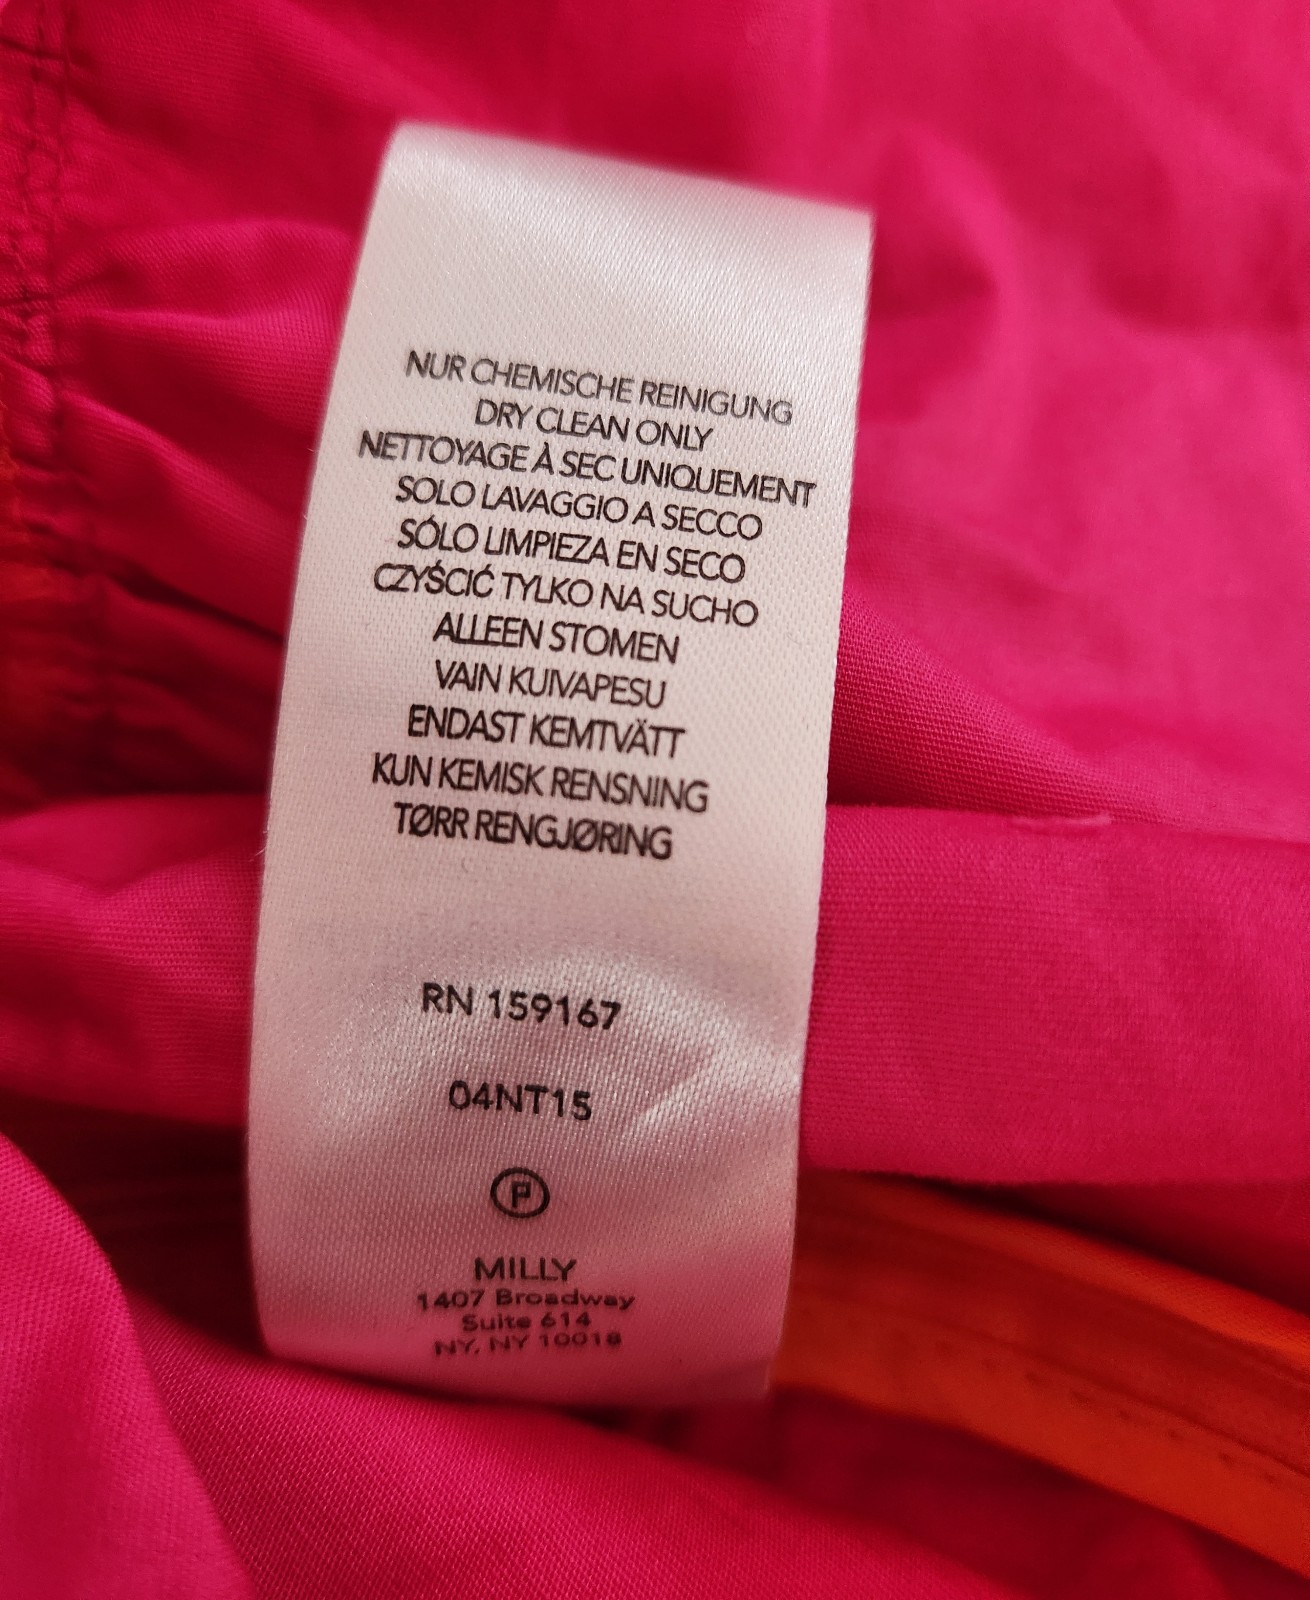 NUR CHEMISCHE REINIGUNG
DRY CLEAN ONLY
NETTOYAGE À SEC UNIQUEMENT
SOLO LAVAGGIO A SECCO
SÓLO LIMPIEZA EN SECO
CZYŚCIĆ TYLKO NA SUCHO
ALLEEN STOMEN
VAIN KUIVAPESU
ENDAST KEMTVÄTT
KUN KEMISK RENSNING
TØRR RENGJØRING
RN 159167
04NT15
P
MILLY
1407 Broadway
Suite 614
NY, NY 10018